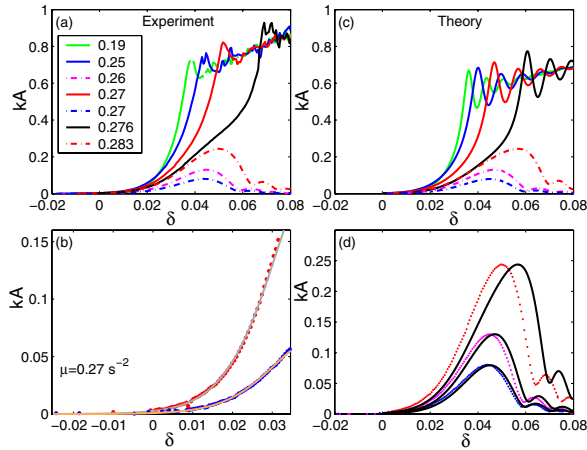 (a) Experiment
1
0.8
0.6
0.4
0.2
0
kA
0.19
0.25
0.26
0.27
0.27
0.276
0.283
-0.02 0 0.02 0.04 0.06 0.08
δ
(c) Theory
1
0.8
0.6
0.4
0.2
0
kA
-0.02 0 0.02 0.04 0.06 0.08
δ
(b)
0.15
0.1
0.05
0
kA
μ=0.27 s⁻²
-0.02 -0.01 0 0.01 0.02 0.03
δ
(d)
0.25
0.20
0.15
0.10
0.05
0
kA
-0.02 0 0.02 0.04 0.06 0.08
δ